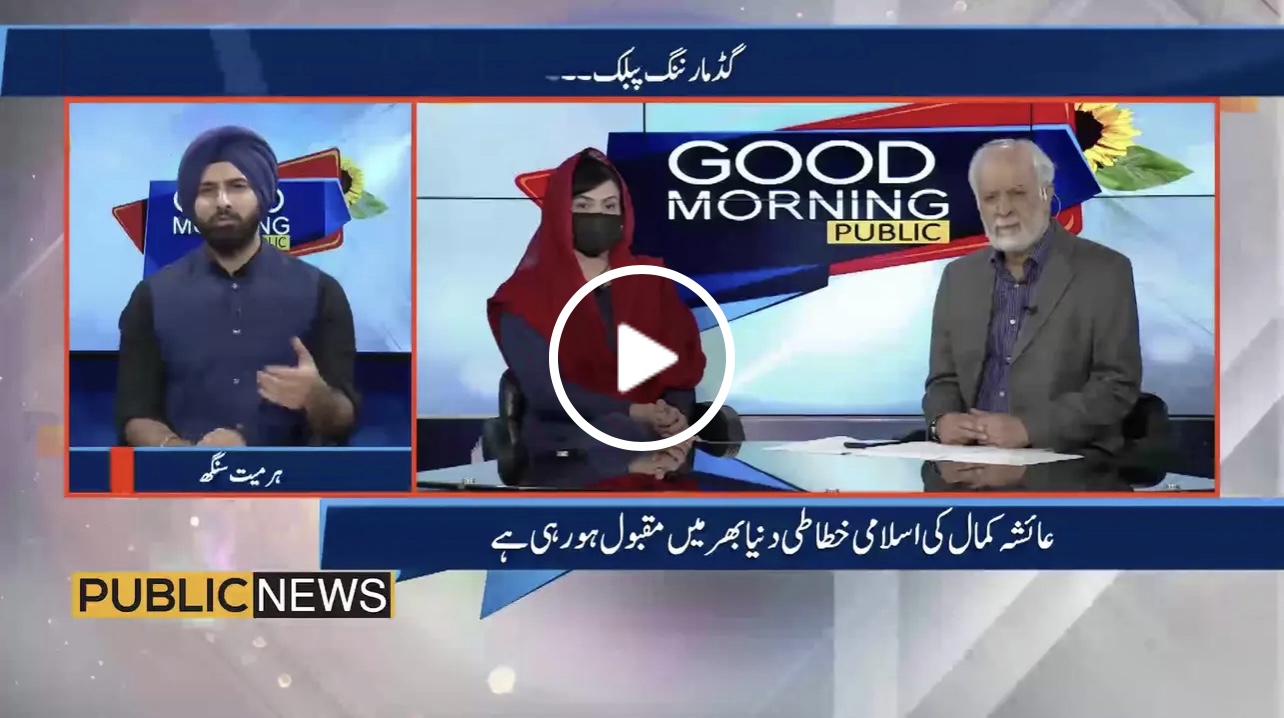 گڈ مارننگ پبلک ---
GOOD
MORNING
PUBLIC
ہرمیت سنگھ
عائشہ کمال کی اسلامی خطاطی دنیا بھر میں مقبول ہو رہی ہے
PUBLIC NEWS